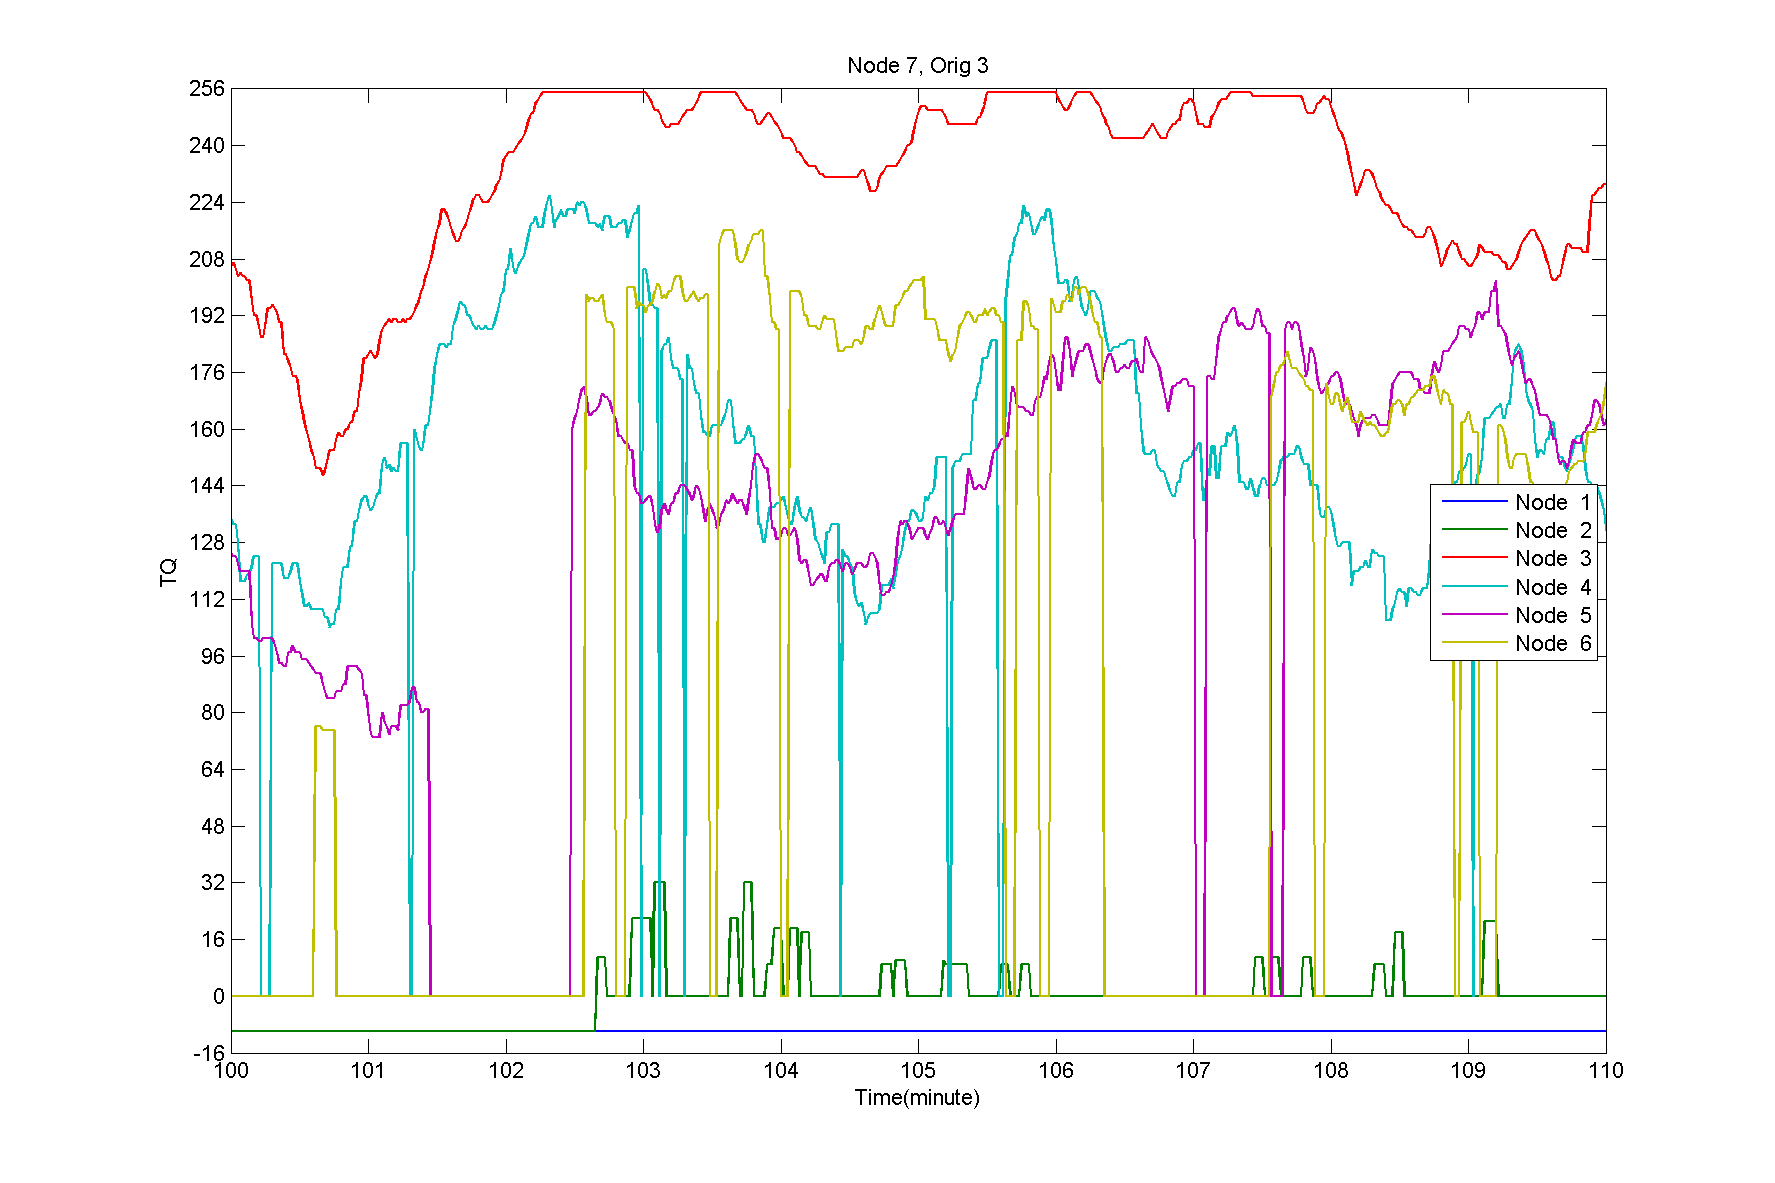 Node 7, Orig 3
256
240
224
208
192
176
160
144
128
112
96
80
64
48
32
16
0
-16
TQ
100 101 102 103 104 105 106 107 108 109 110
Time(minute)
Node 1
Node 2
Node 3
Node 4
Node 5
Node 6